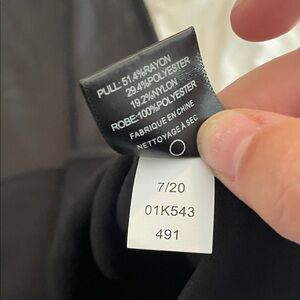 PULL: 51.4%RAYON
29.4%POLYESTER
19.2%NYLON
ROBE:100%POLYESTER
FABRIQUE EN CHINE
NETTOYAGE À SEC
7/20
01K543
491